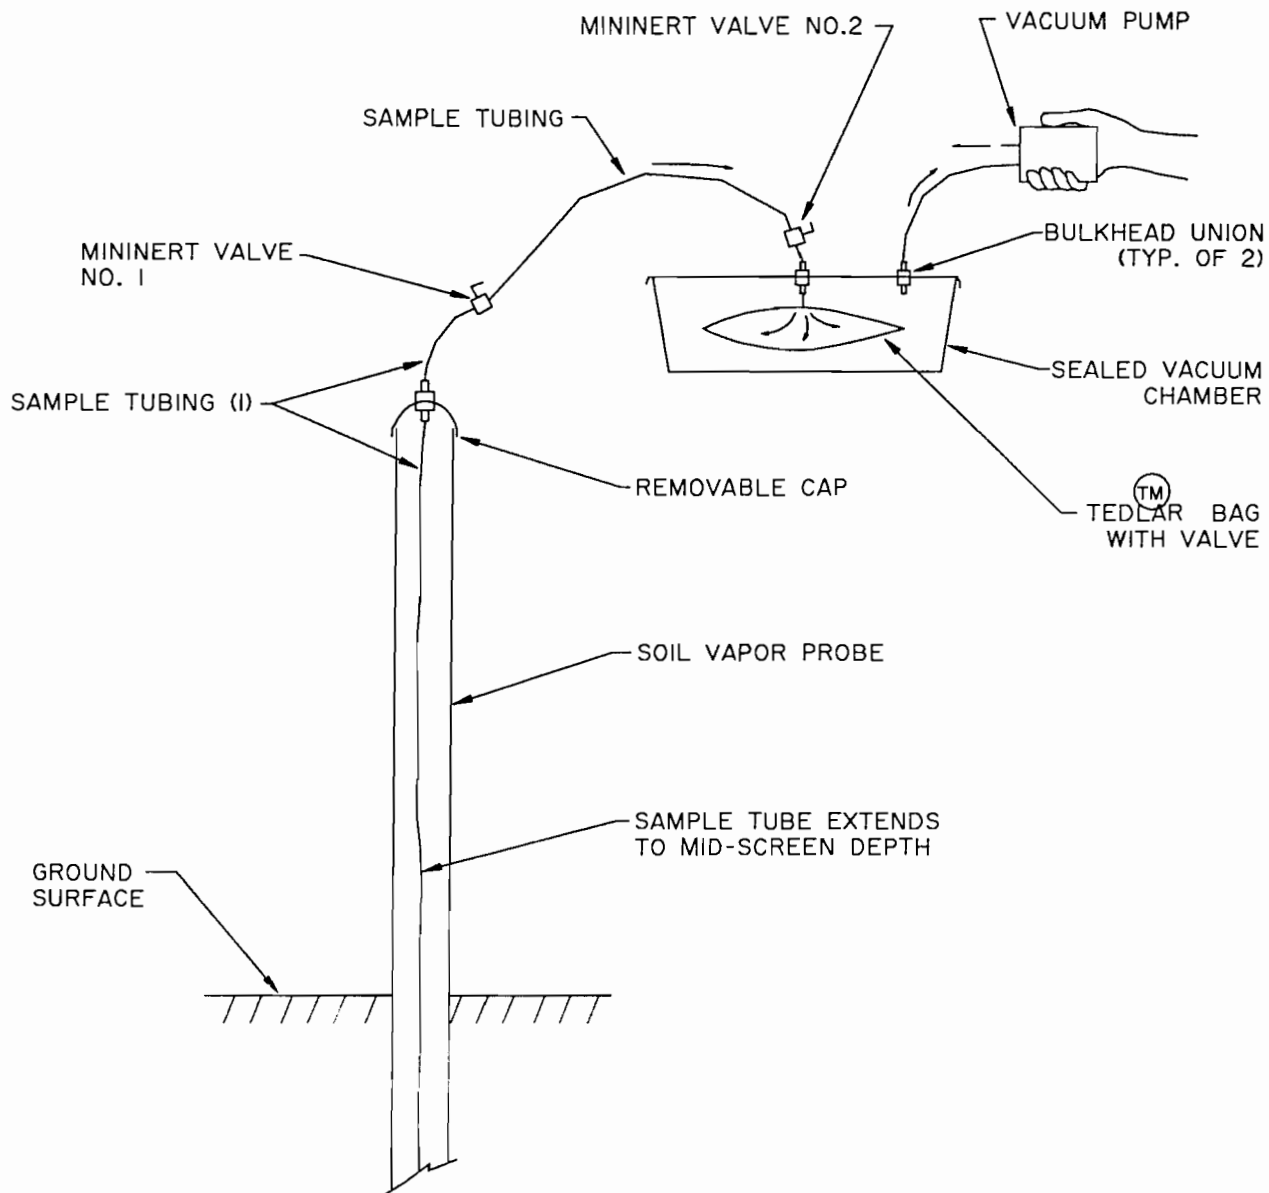 MININERT VALVE NO.2
VACUUM PUMP
SAMPLE TUBING
MININERT VALVE
NO. 1
BULKHEAD UNION
(TYP. OF 2)
SEALED VACUUM
CHAMBER
SAMPLE TUBING (1)
REMOVABLE CAP
TM
TEDLAR BAG
WITH VALVE
SOIL VAPOR PROBE
SAMPLE TUBE EXTENDS
TO MID-SCREEN DEPTH
GROUND
SURFACE